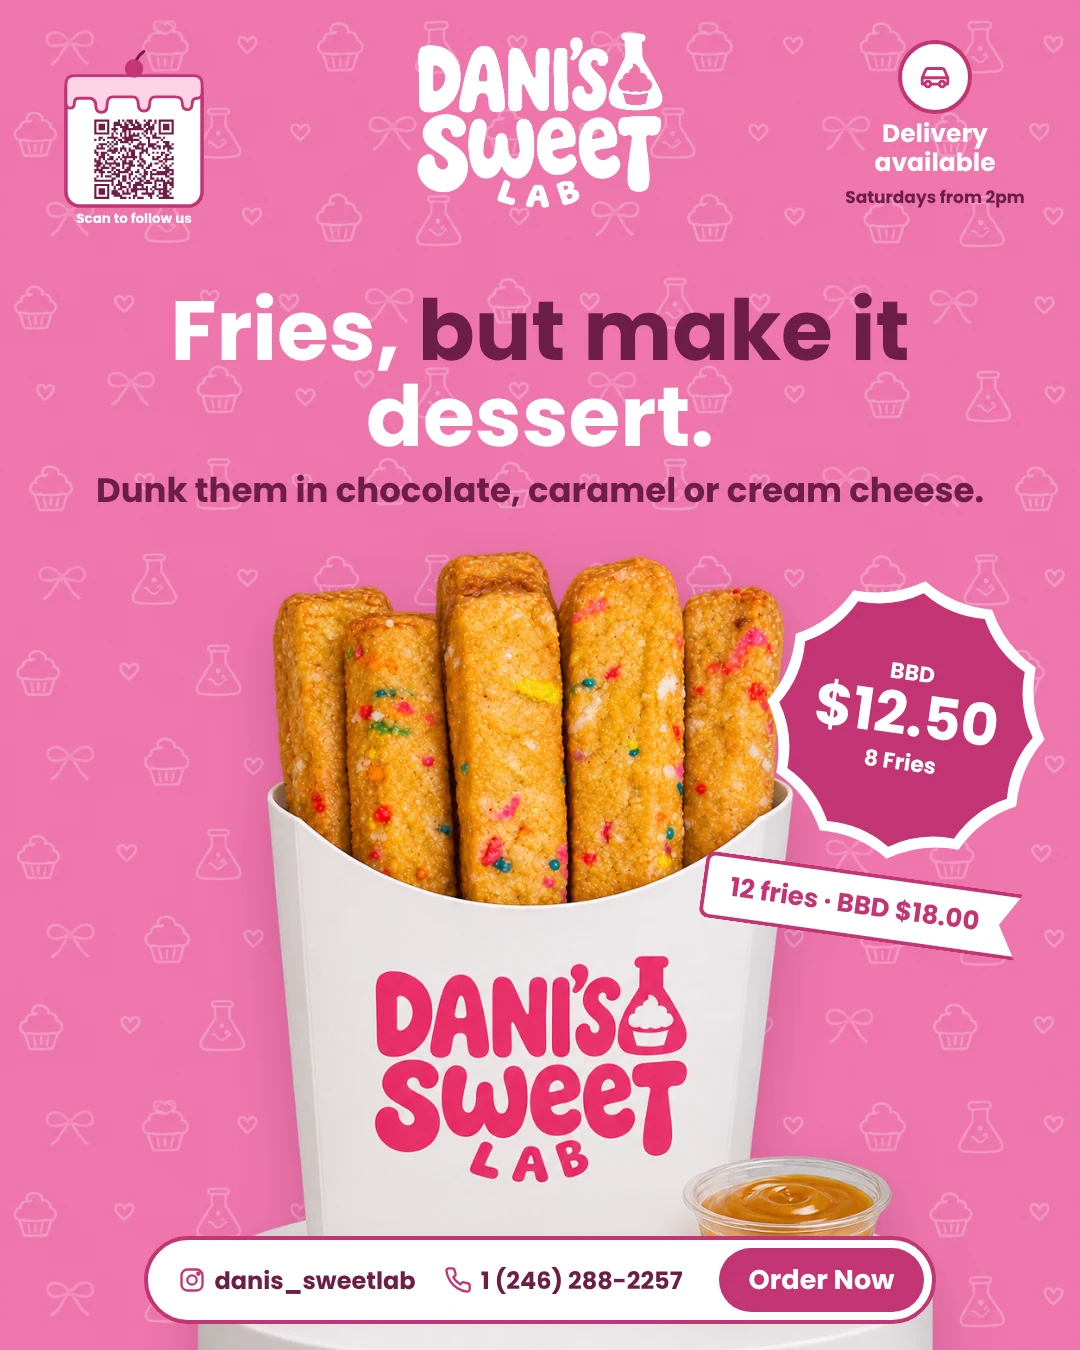 DANI'S
SWEET
LAB
Scan to follow us
Delivery
available
Saturdays from 2pm
Fries, but make it
dessert.
Dunk them in chocolate, caramel or cream cheese.
BBD
$12.50
8 Fries
12 fries · BBD $18.00
DANI'S
SWEET
LAB
danis_sweetlab
1 (246) 288-2257
Order Now